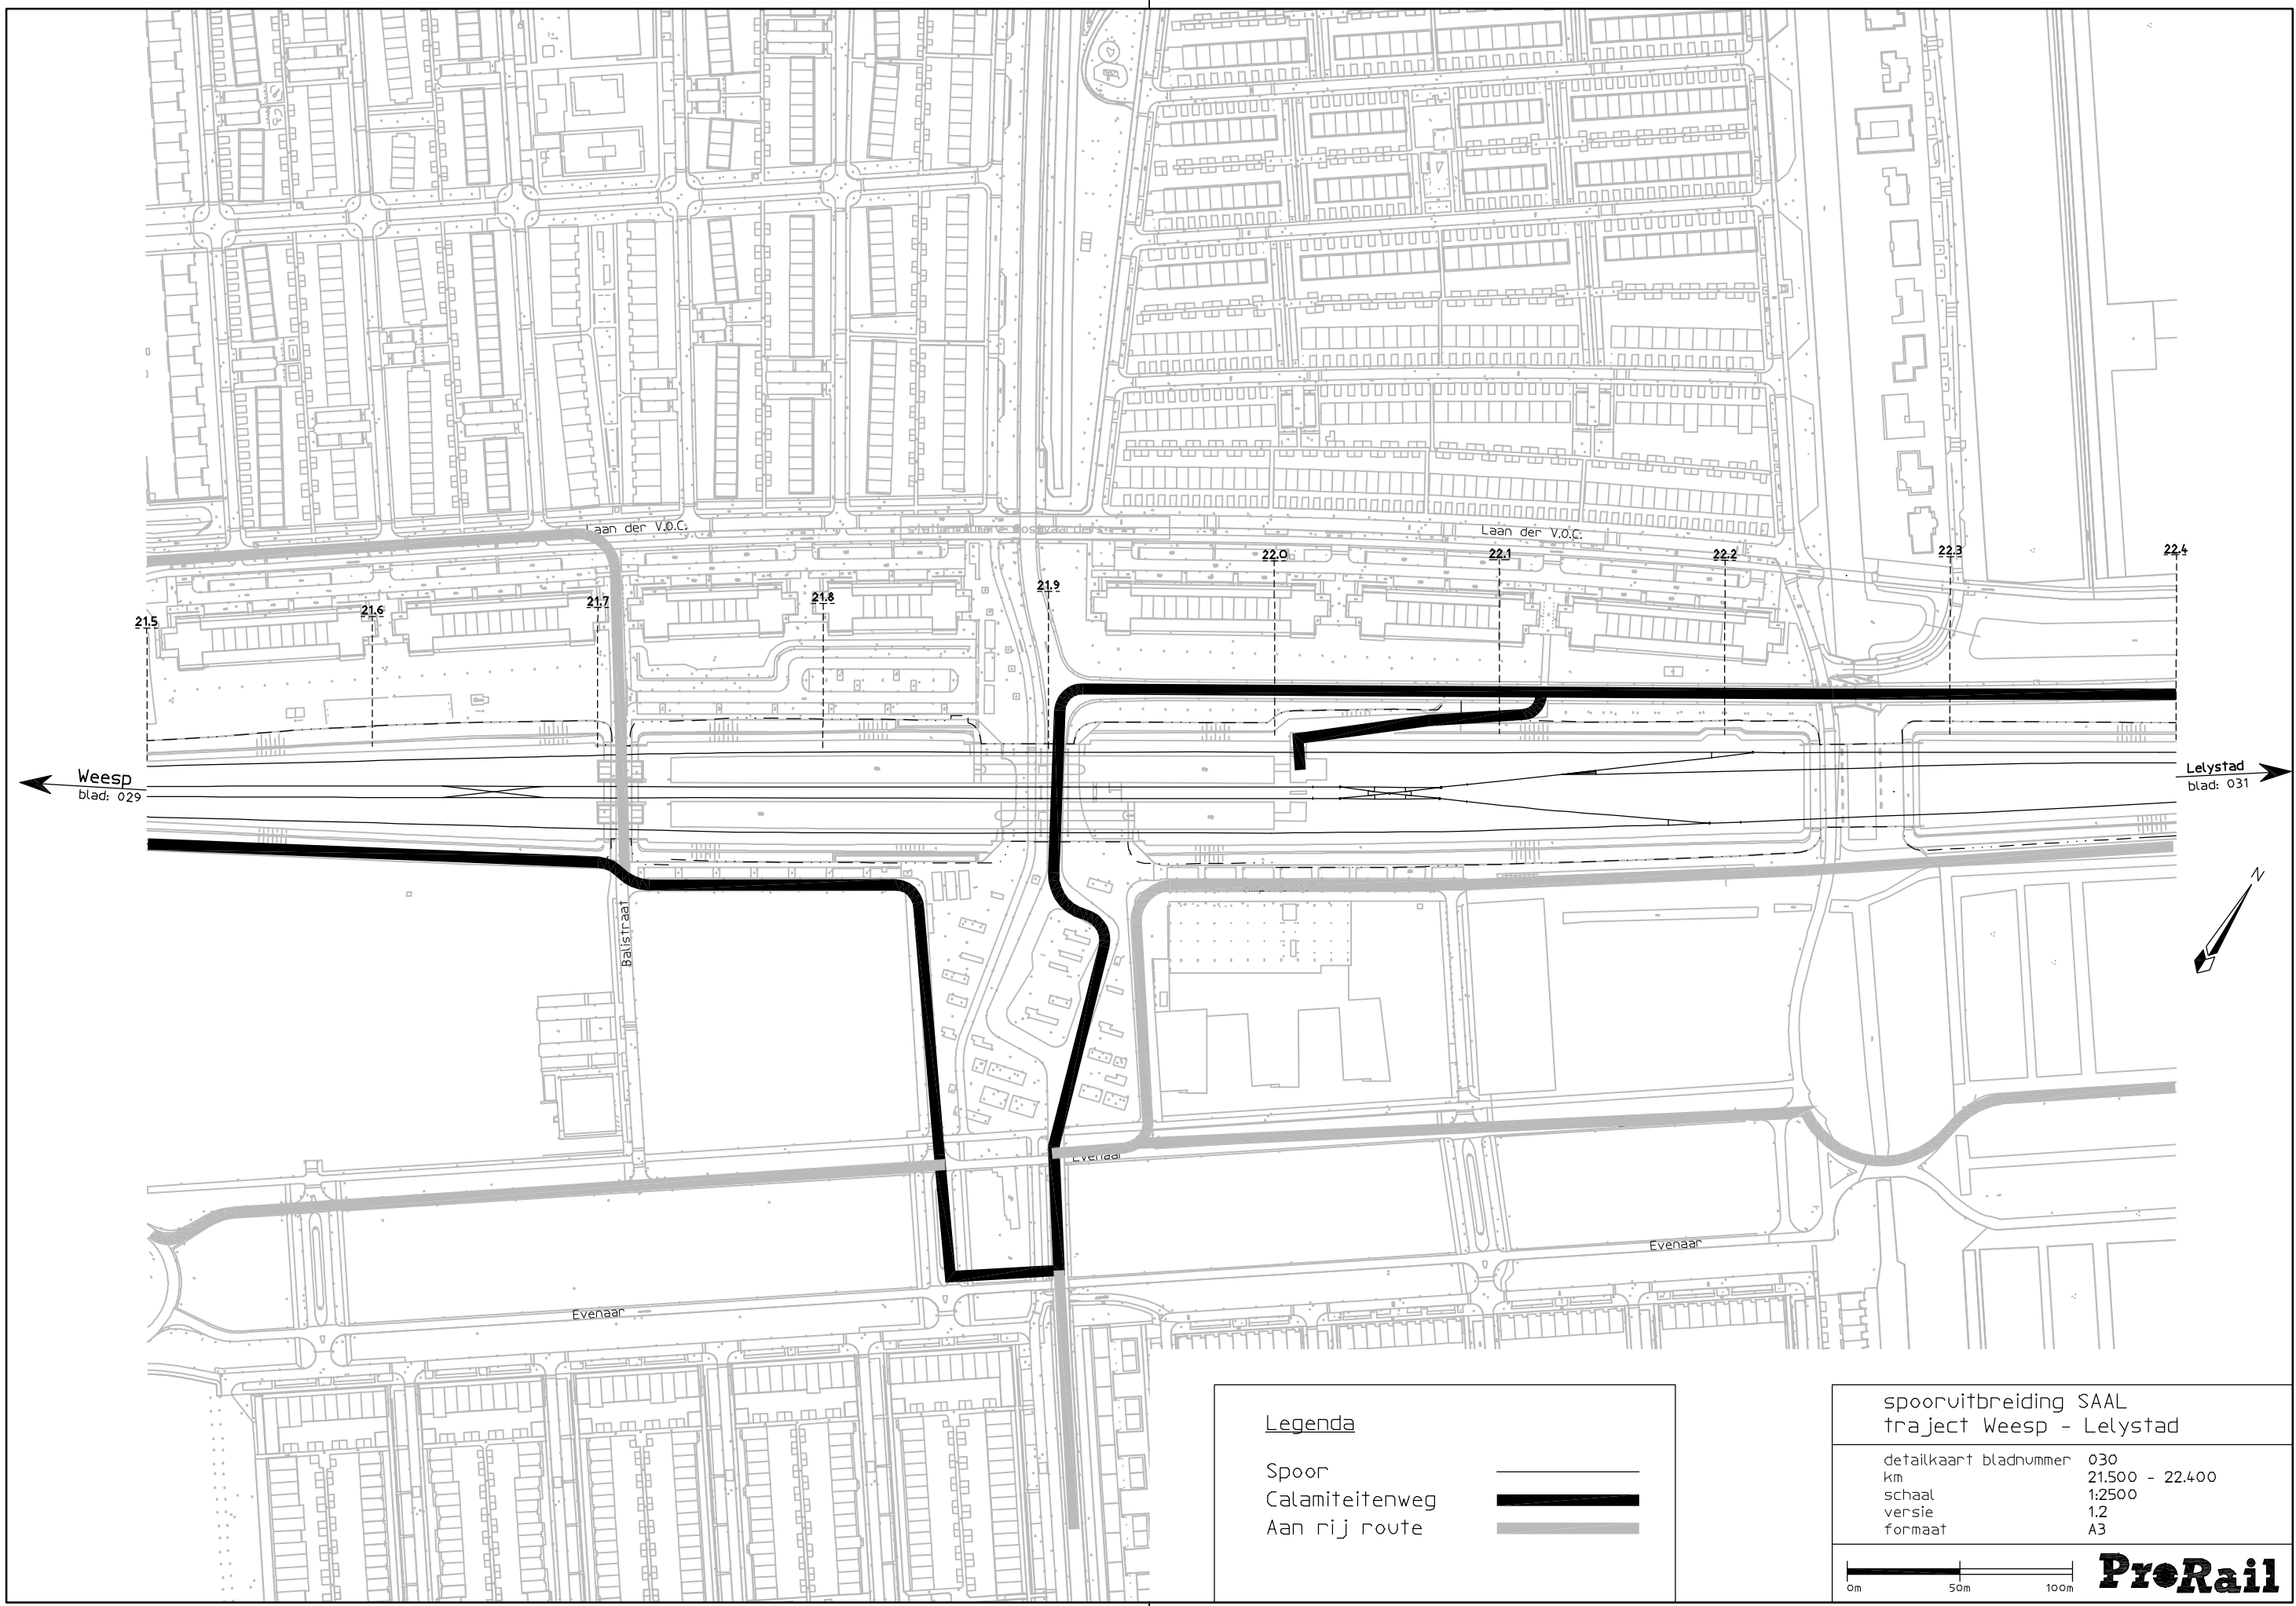 Laan der V.O.C.
Laan der V.O.C.
21.5
21.6
21.7
21.8
21.9
22.0
22.1
22.2
22.3
22.4
Weesp
blad: 029
Lelystad
blad: 031
N
Balistraat
Evenaar
Evenaar
Evenaar
Legenda
Spoor
Calamiteitenweg
Aan rij route
spooruitbreiding SAAL
traject Weesp - Lelystad
detailkaart bladnummer 030
km 21.500 - 22.400
schaal 1:2500
versie 1.2
formaat A3
0m 50m 100m
ProRail